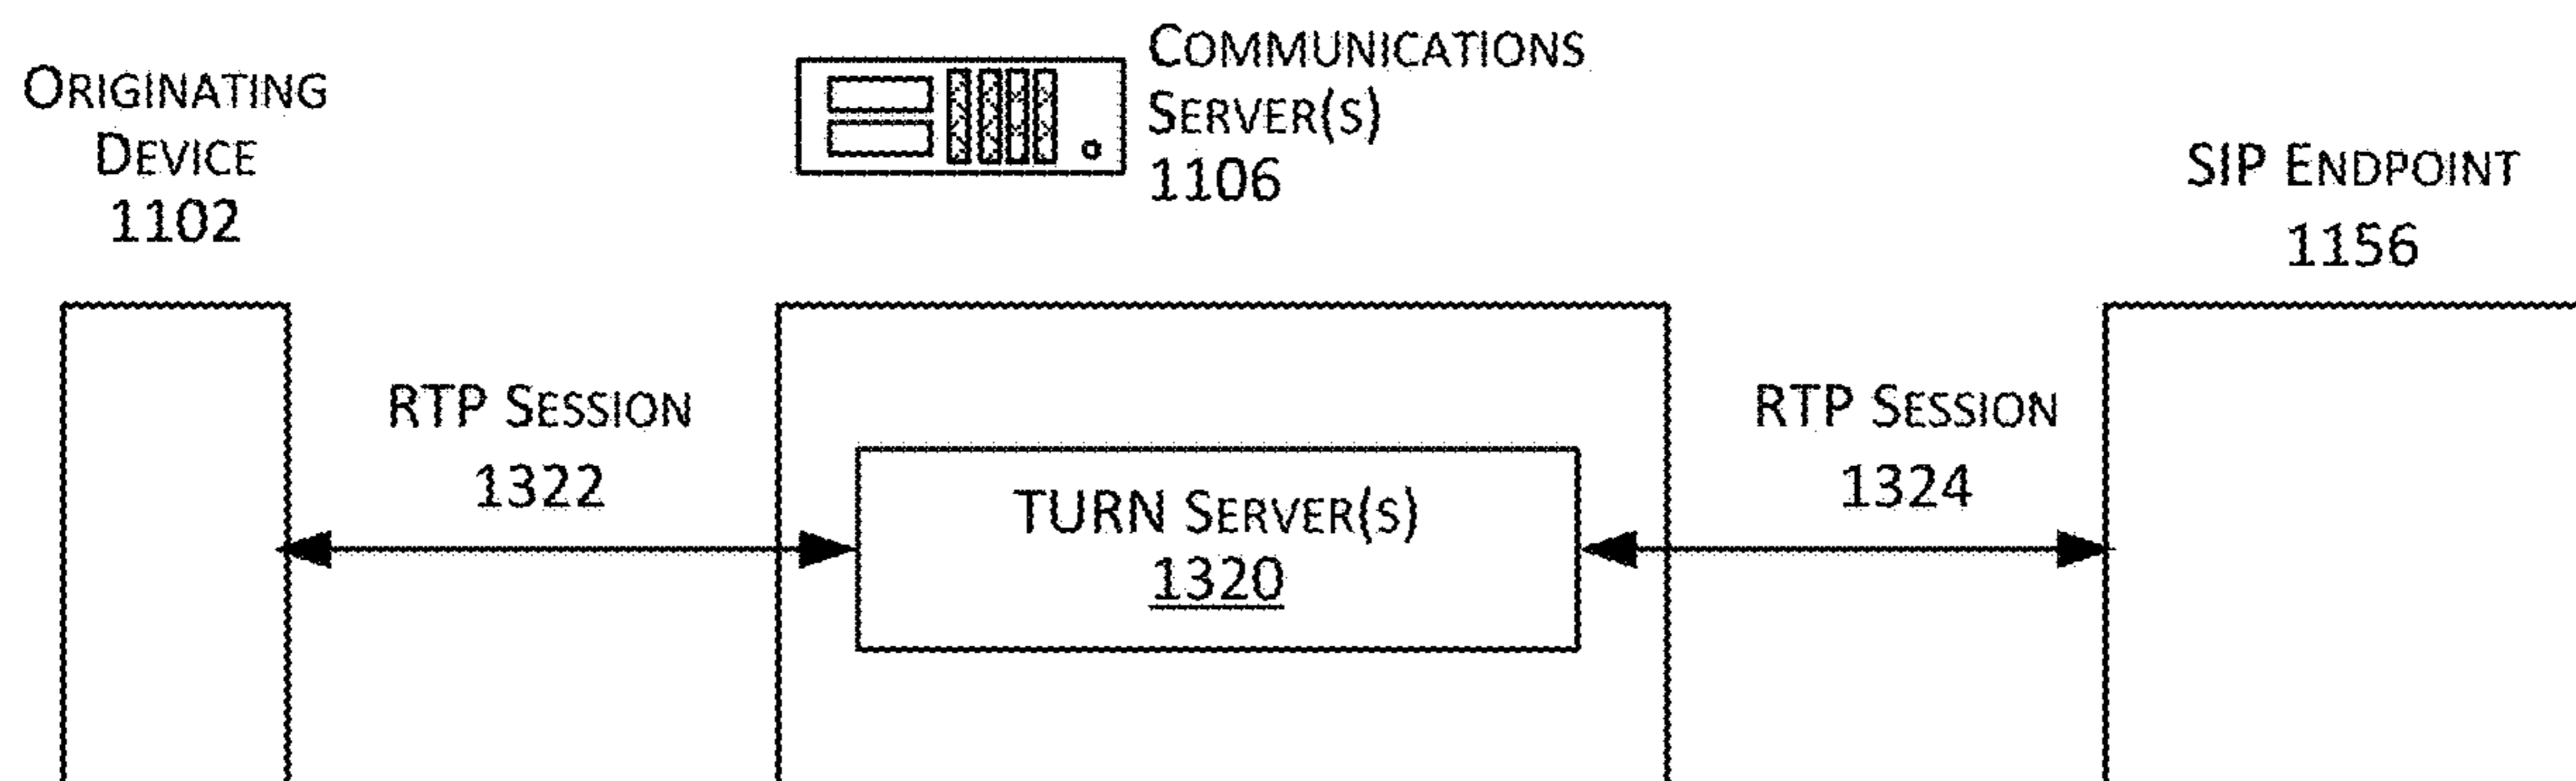 ORIGINATING
DEVICE
1102
COMMUNICATIONS
SERVER(S)
1106
SIP ENDPOINT
1156
RTP SESSION
1322
TURN SERVER(S)
1320
RTP SESSION
1324